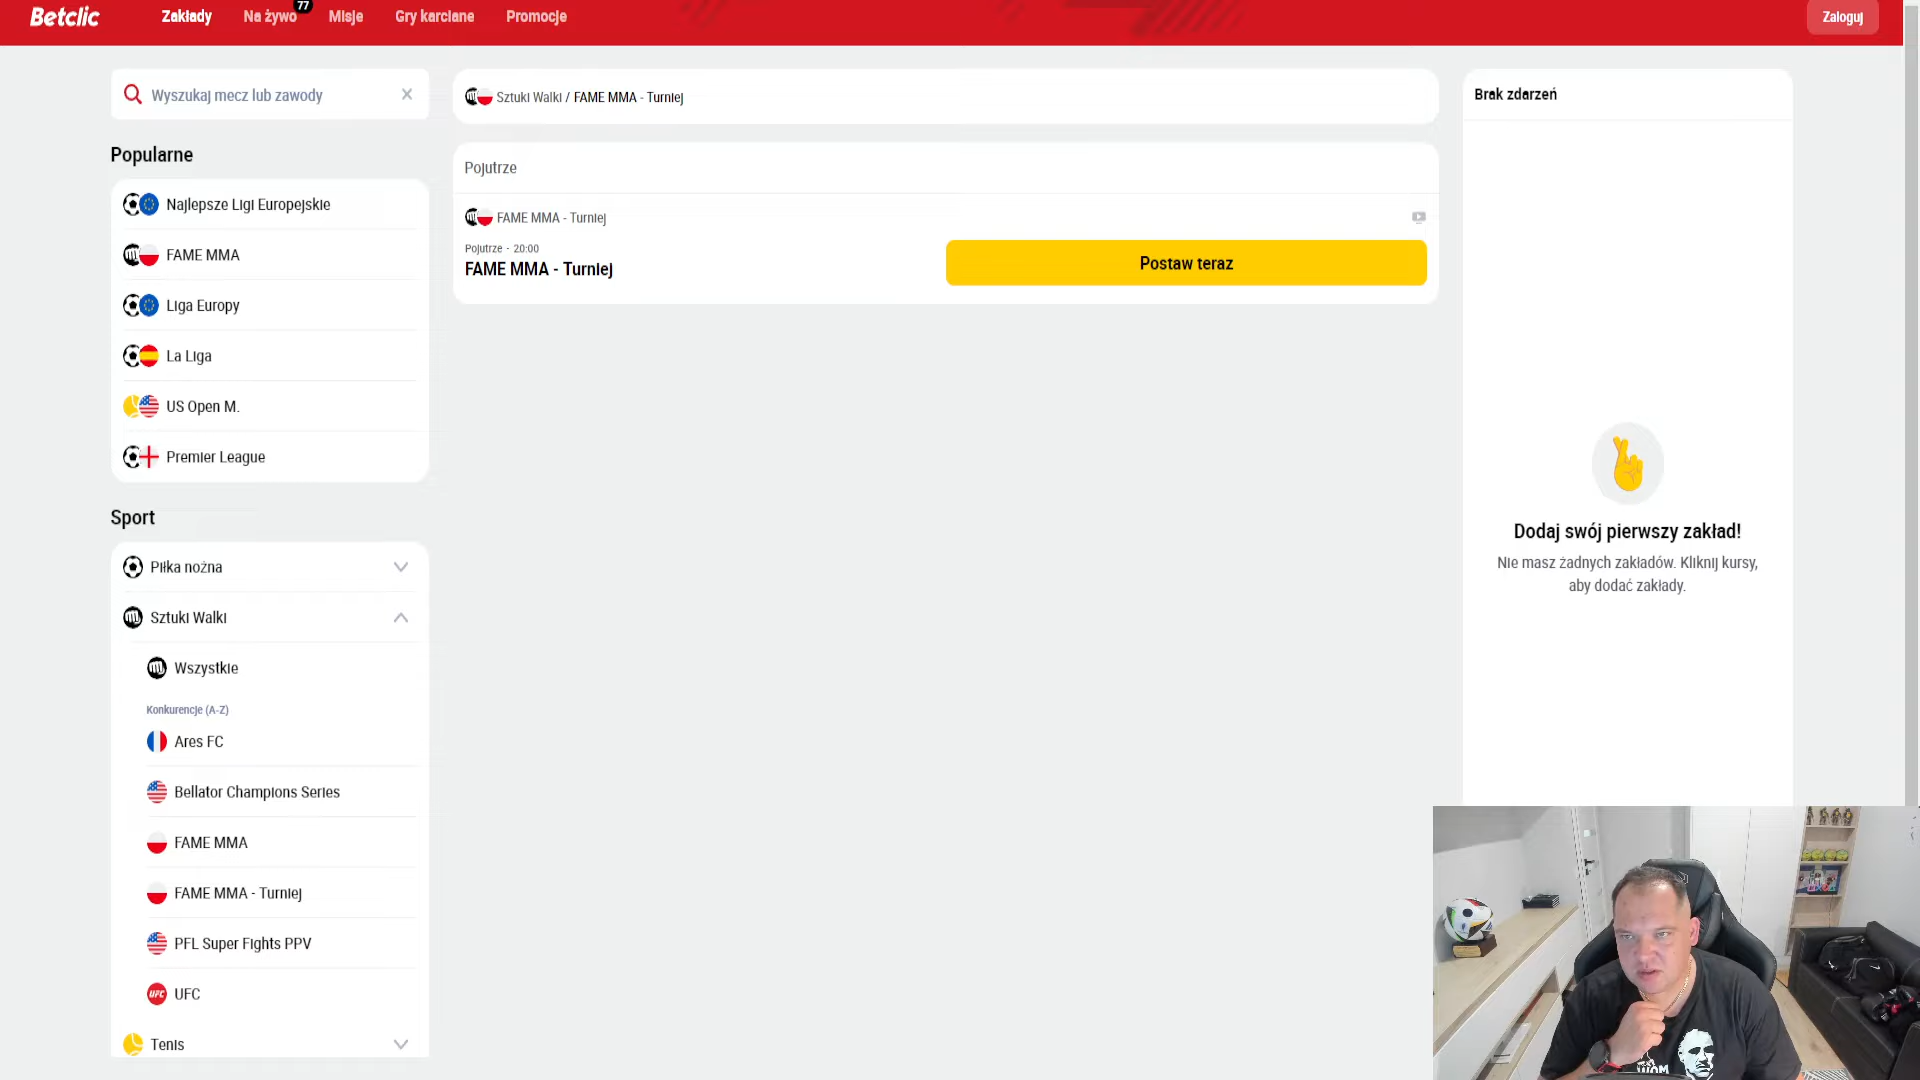 Betclic
Zakłady
Na żywo
77
Misje
Gry karciane
Promocje
Zaloguj
Wyszukaj mecz lub zawody
Popularne
Najlepsze Ligi Europejskie
FAME MMA
Liga Europy
La Liga
US Open M.
Premier League
Sport
Piłka nożna
Sztuki Walki
Wszystkie
Konkurencje (A-Z)
Ares FC
Bellator Champions Series
FAME MMA
FAME MMA - Turniej
PFL Super Fights PPV
UFC
UFC
Tenis
Sztuki Walki / FAME MMA - Turniej
Pojutrze
FAME MMA - Turniej
Pojutrze - 20:00
FAME MMA - Turniej
Postaw teraz
Brak zdarzeń
Dodaj swój pierwszy zakład!
Nie masz żadnych zakładów. Kliknij kursy,
aby dodać zakłady.